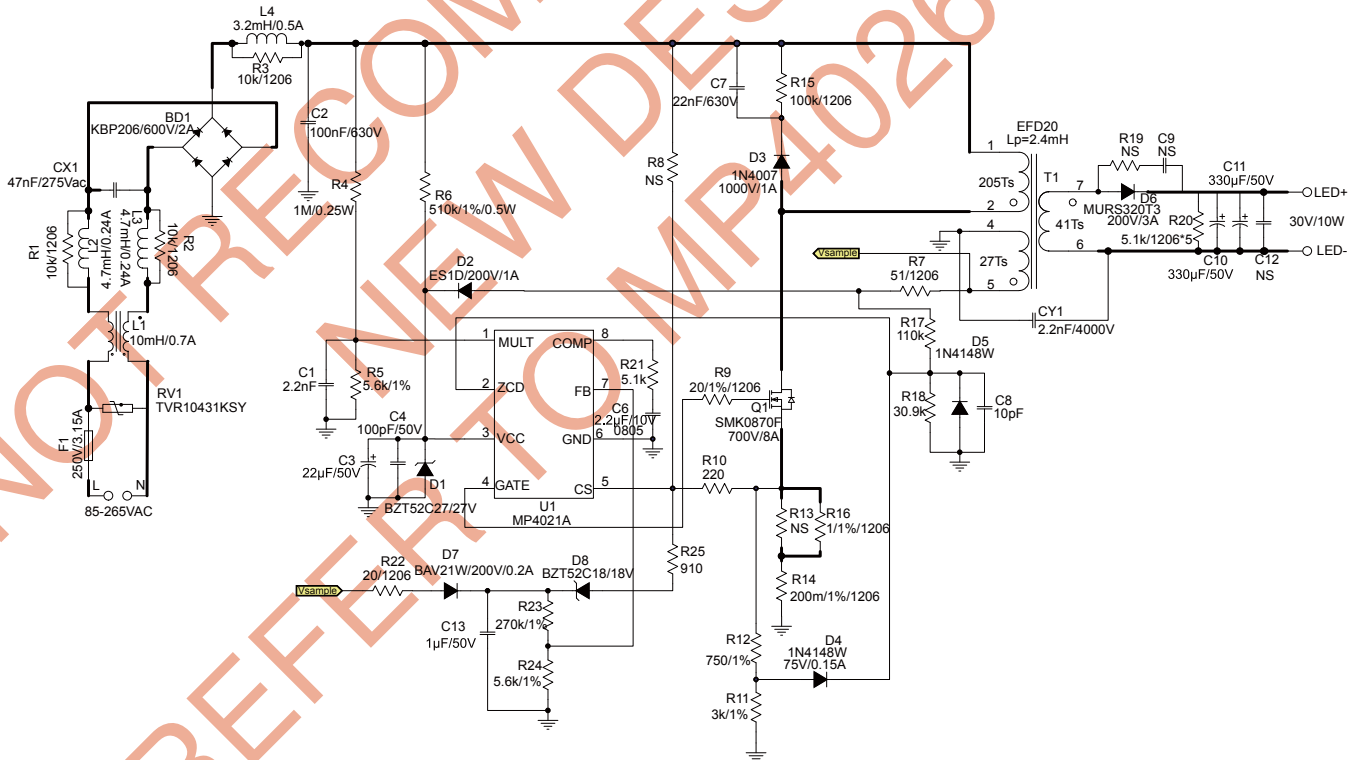 L4
3.2mH/0.5A
R3
10k/1206
BD1
KBP206/600V/2A
CX1
47nF/275Vac
R1
10k/1206
L2
4.7mH/0.24A
L3
4.7mH/0.24A
R2
10k/1206
L1
10mH/0.7A
RV1
TVR10431KSY
F1
250V/3.15A
L
N
85-265VAC
C2
100nF/630V
R4
1M/0.25W
R6
510k/1%/0.5W
R8
NS
C7
22nF/630V
R15
100k/1206
D3
1N4007
1000V/1A
EFD20
Lp=2.4mH
1
205Ts
2
4
27Ts
5
T1
7
41Ts
6
R19
NS
C9
NS
D6
MURS320T3
200V/3A
C11
330µF/50V
R20
5.1k/1206*5
C10
330µF/50V
C12
NS
LED+
30V/10W
LED-
CY1
2.2nF/4000V
Vsample
R7
51/1206
D2
ES1D/200V/1A
R17
110k
D5
1N4148W
R18
30.9k
C8
10pF
C1
2.2nF
R5
5.6k/1%
C4
100pF/50V
C3
22µF/50V
D1
BZT52C27/27V
1
MULT
2
ZCD
3
VCC
4
GATE
8
COMP
7
FB
6
GND
5
CS
U1
MP4021A
R21
5.1k
C6
2.2µF/10V
0805
R9
20/1%/1206
Q1
SMK0870F
700V/8A
R10
220
R13
NS
R16
1/1%/1206
R14
200m/1%/1206
R25
910
Vsample
R22
20/1206
D7
BAV21W/200V/0.2A
D8
BZT52C18/18V
C13
1µF/50V
R23
270k/1%
R24
5.6k/1%
R12
750/1%
D4
1N4148W
75V/0.15A
R11
3k/1%
NOT RECOM
NEW DES
REFER TO MP4026